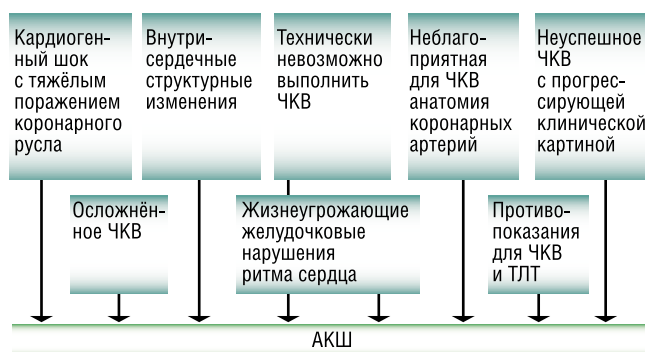 Кардиоген-
ный шок
с тяжёлым
поражением
коронарного
русла
Внутри-
сердечные
структурные
изменения
Технически
невозможно
выполнить
ЧКВ
Неблаго-
приятная
для ЧКВ
анатомия
коронарных
артерий
Неуспешное
ЧКВ
с прогрес-
сирующей
клинической
картиной
Осложнён-
ное ЧКВ
Жизнеугрожающие
желудочковые
нарушения
ритма сердца
Противо-
показания
для ЧКВ
и ТЛТ
АКШ